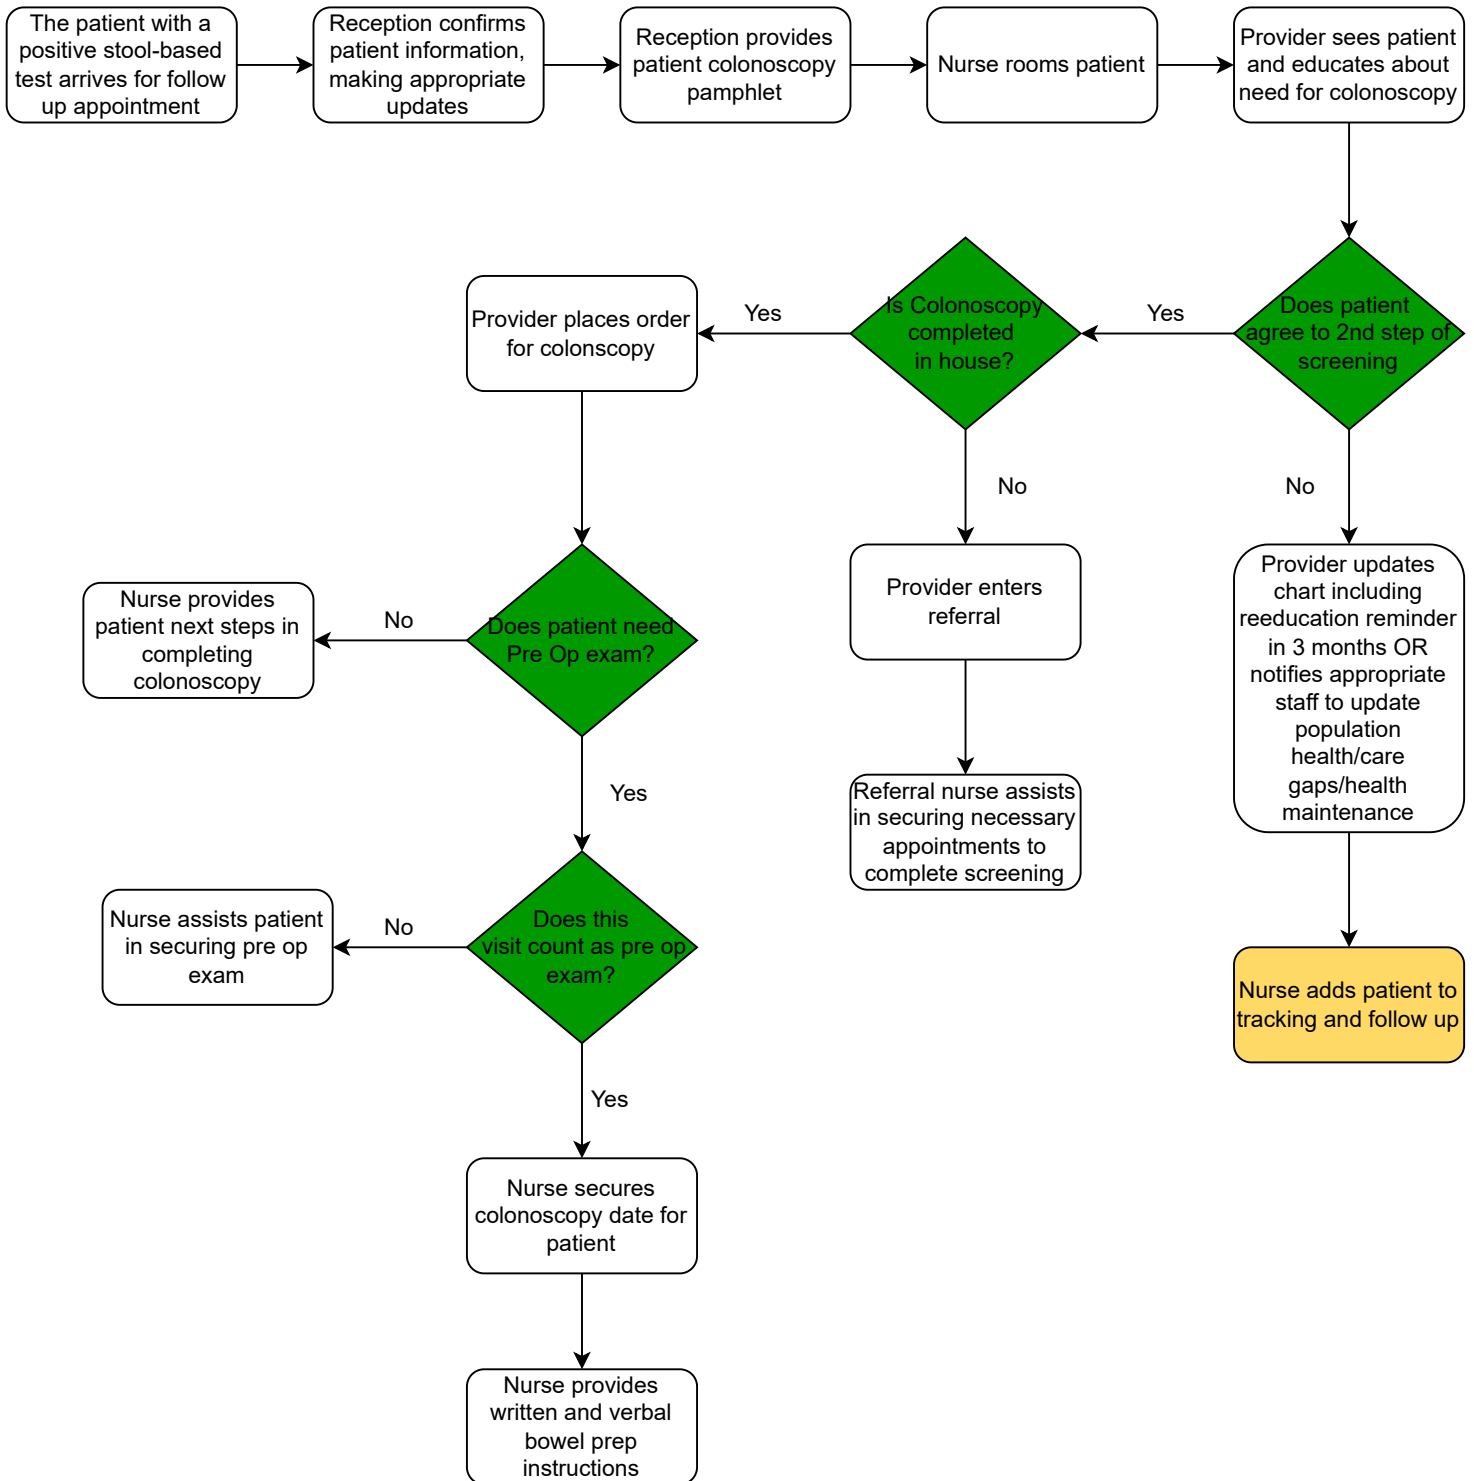 The patient with a
positive stool-based
test arrives for follow
up appointment
Reception confirms
patient information,
making appropriate
updates
Reception provides
patient colonoscopy
pamphlet
Nurse rooms patient
Provider sees patient
and educates about
need for colonoscopy
Does patient
agree to 2nd step of
screening
Yes
Is Colonoscopy
completed
in house?
Yes
Provider places order
for colonscopy
No
No
Provider updates
chart including
reeducation reminder
in 3 months OR
notifies appropriate
staff to update
population
health/care
gaps/health
maintenance
Provider enters
referral
Does patient need
Pre Op exam?
No
Nurse provides
patient next steps in
completing
colonoscopy
Yes
Referral nurse assists
in securing necessary
appointments to
complete screening
Does this
visit count as pre op
exam?
No
Nurse assists patient
in securing pre op
exam
Nurse adds patient to
tracking and follow up
Yes
Nurse secures
colonoscopy date for
patient
Nurse provides
written and verbal
bowel prep
instructions